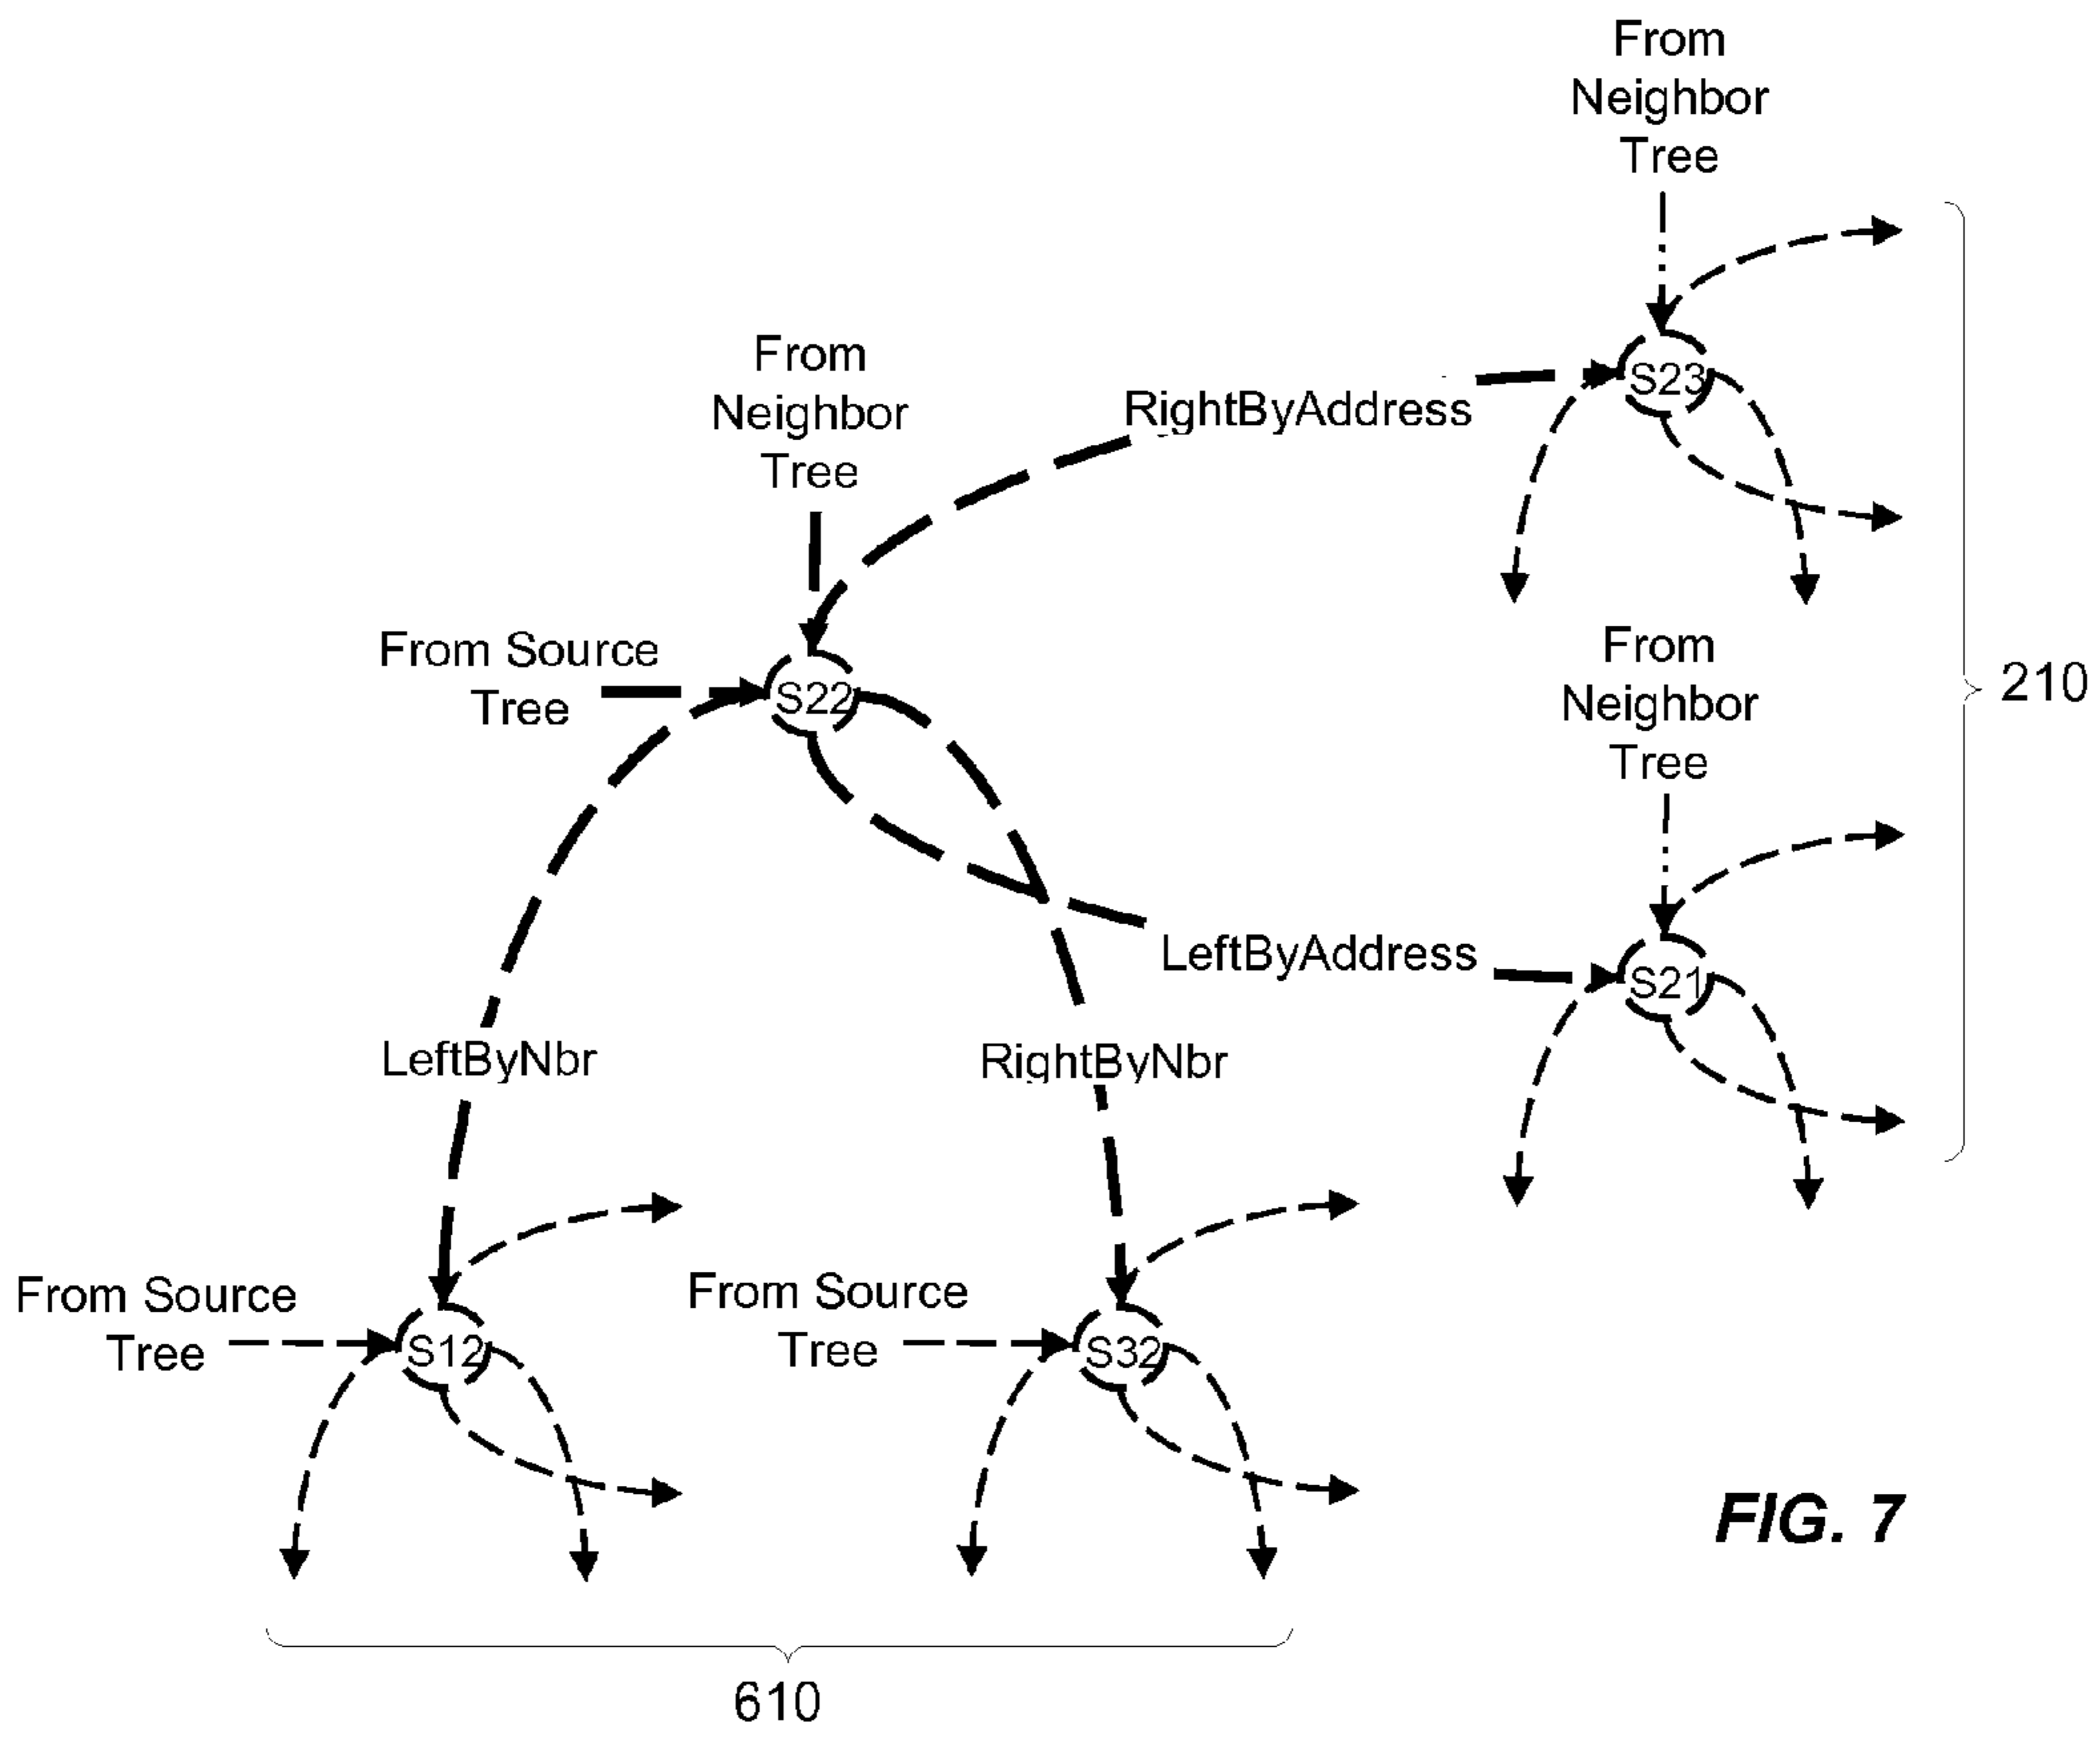 From
Neighbor
Tree
From
Neighbor
Tree
RightByAddress
S23
From Source
Tree
S22
From
Neighbor
Tree
210
LeftByAddress
S21
LeftByNbr
RightByNbr
From Source
Tree
S12
From Source
Tree
S32
FIG. 7
610